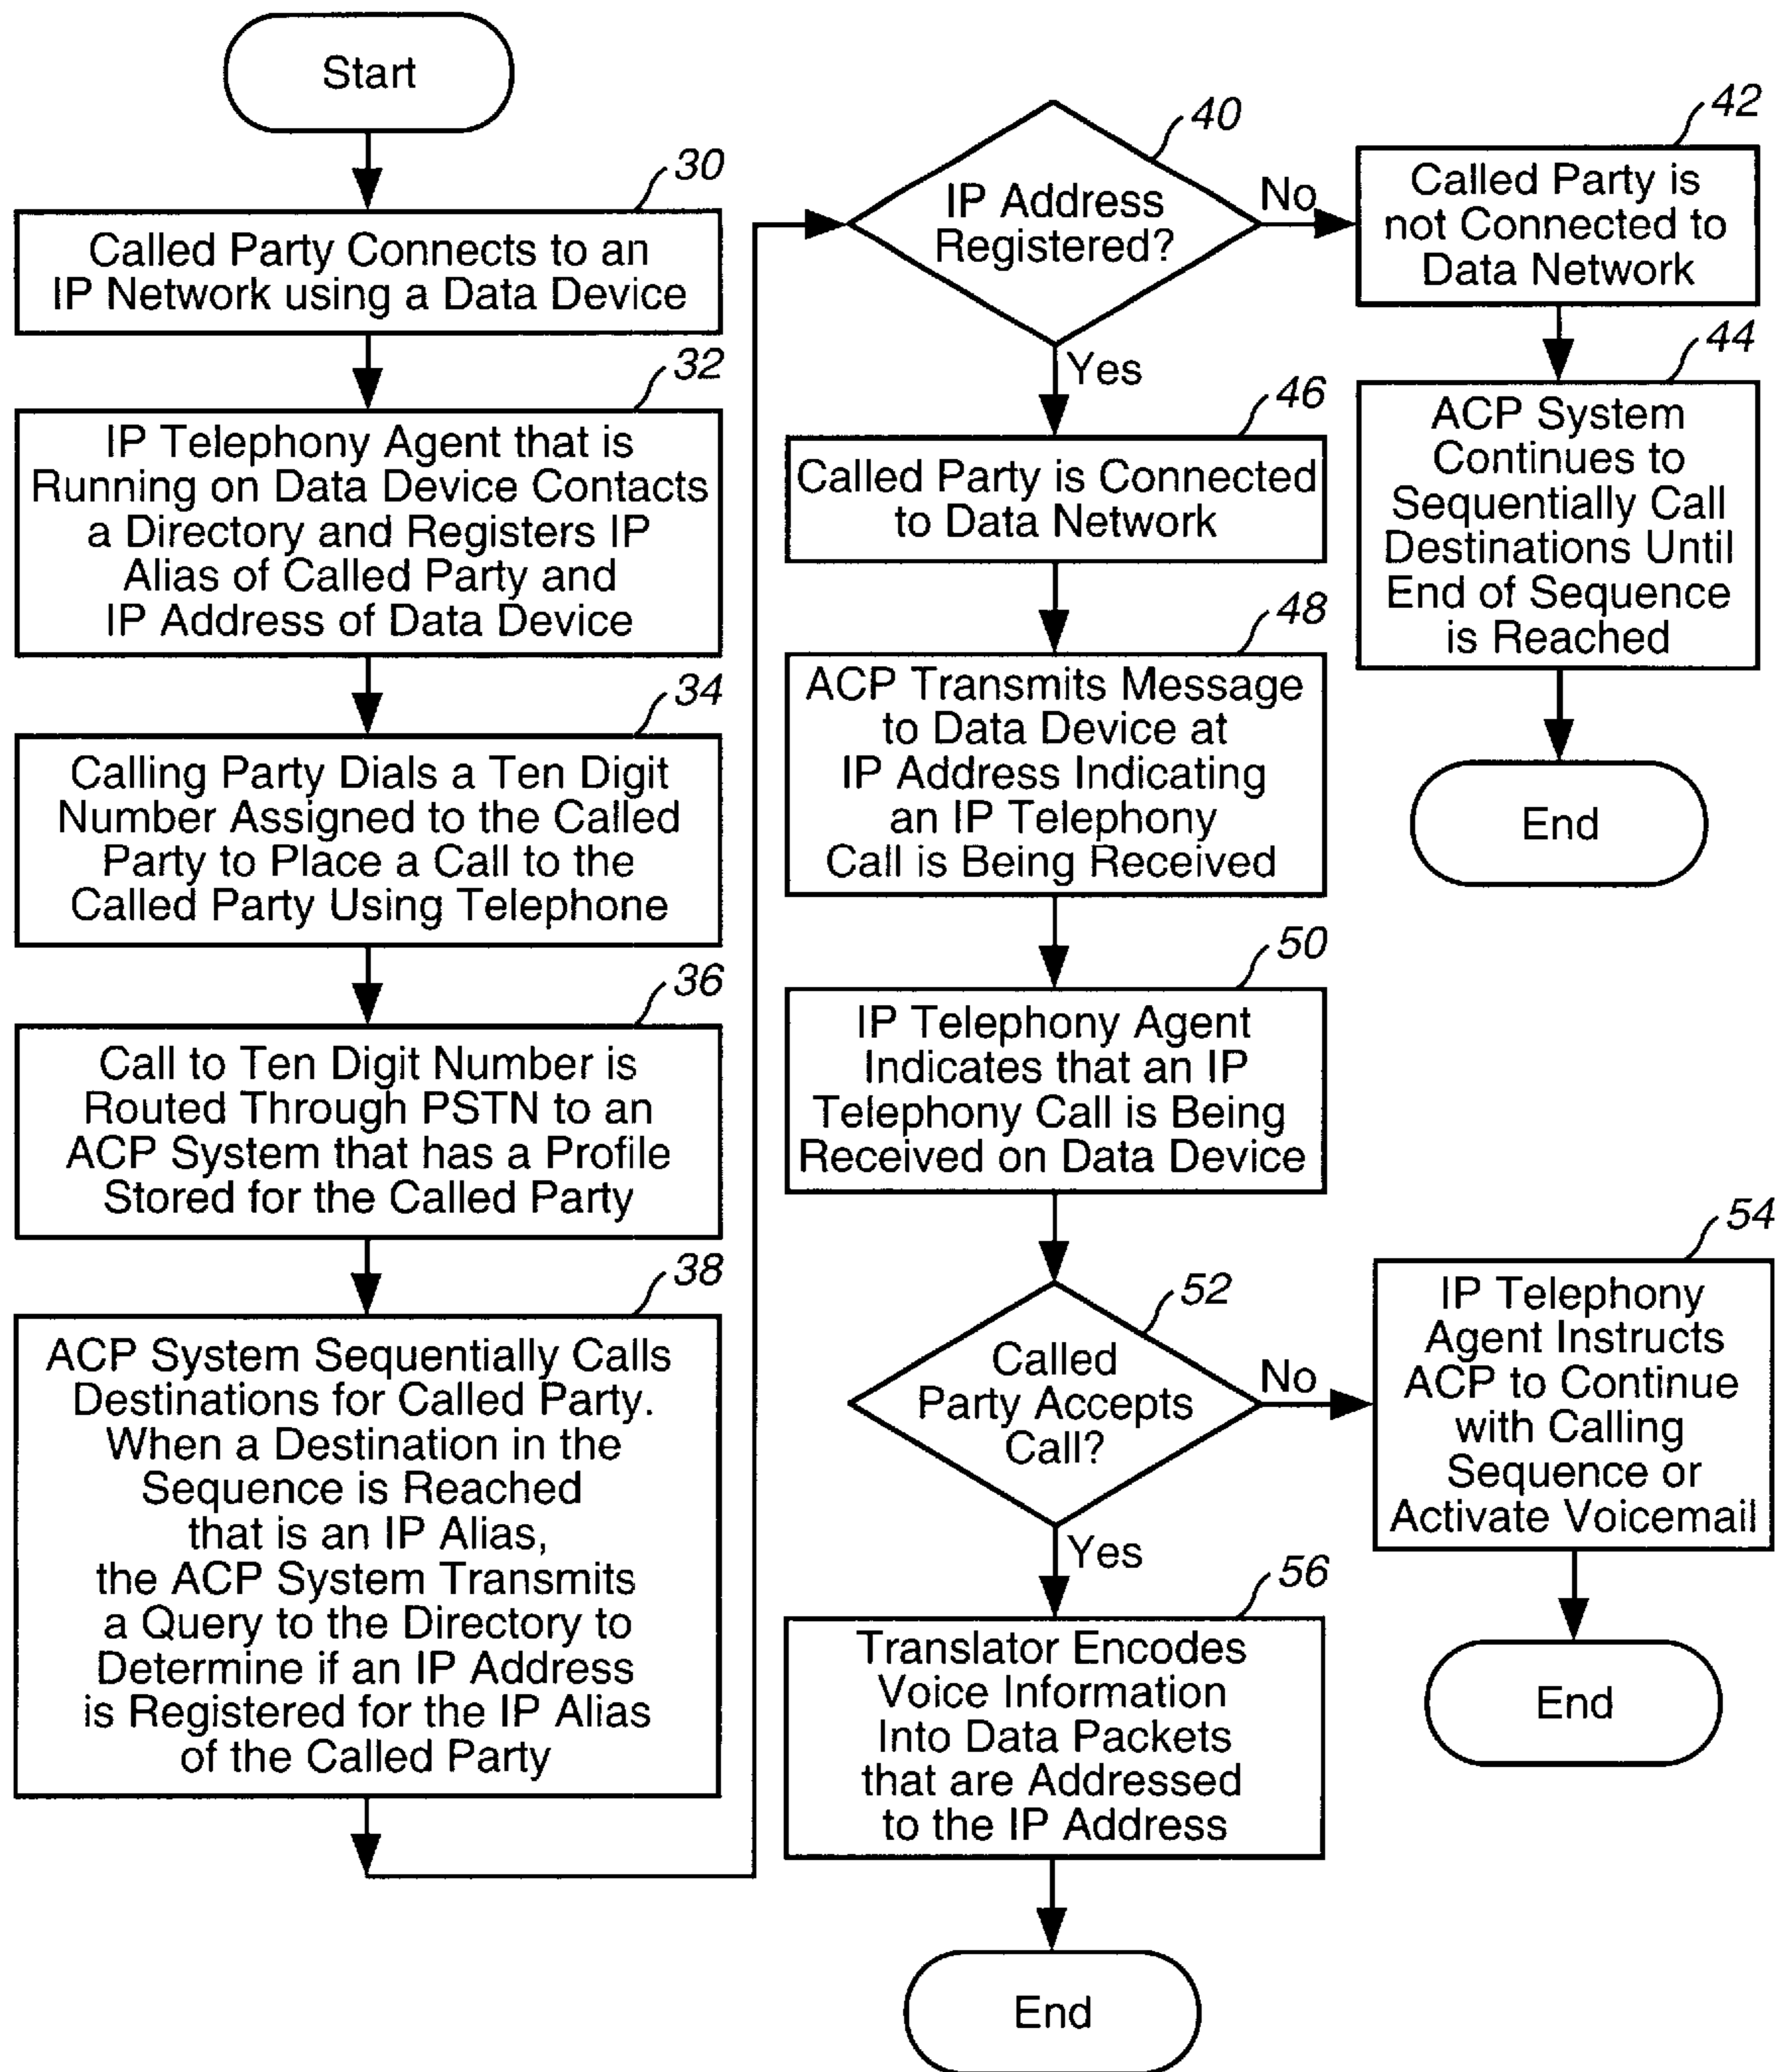 Start
30
Called Party Connects to an
IP Network using a Data Device
32
IP Telephony Agent that is
Running on Data Device Contacts
a Directory and Registers IP
Alias of Called Party and
IP Address of Data Device
34
Calling Party Dials a Ten Digit
Number Assigned to the Called
Party to Place a Call to the
Called Party Using Telephone
36
Call to Ten Digit Number is
Routed Through PSTN to an
ACP System that has a Profile
Stored for the Called Party
38
ACP System Sequentially Calls
Destinations for Called Party.
When a Destination in the
Sequence is Reached
that is an IP Alias,
the ACP System Transmits
a Query to the Directory to
Determine if an IP Address
is Registered for the IP Alias
of the Called Party
40
IP Address
Registered?
No
Yes
42
Called Party is
not Connected to
Data Network
44
ACP System
Continues to
Sequentially Call
Destinations Until
End of Sequence
is Reached
End
46
Called Party is Connected
to Data Network
48
ACP Transmits Message
to Data Device at
IP Address Indicating
an IP Telephony
Call is Being Received
50
IP Telephony Agent
Indicates that an IP
Telephony Call is Being
Received on Data Device
52
Called
Party Accepts
Call?
No
Yes
54
IP Telephony
Agent Instructs
ACP to Continue
with Calling
Sequence or
Activate Voicemail
End
56
Translator Encodes
Voice Information
Into Data Packets
that are Addressed
to the IP Address
End